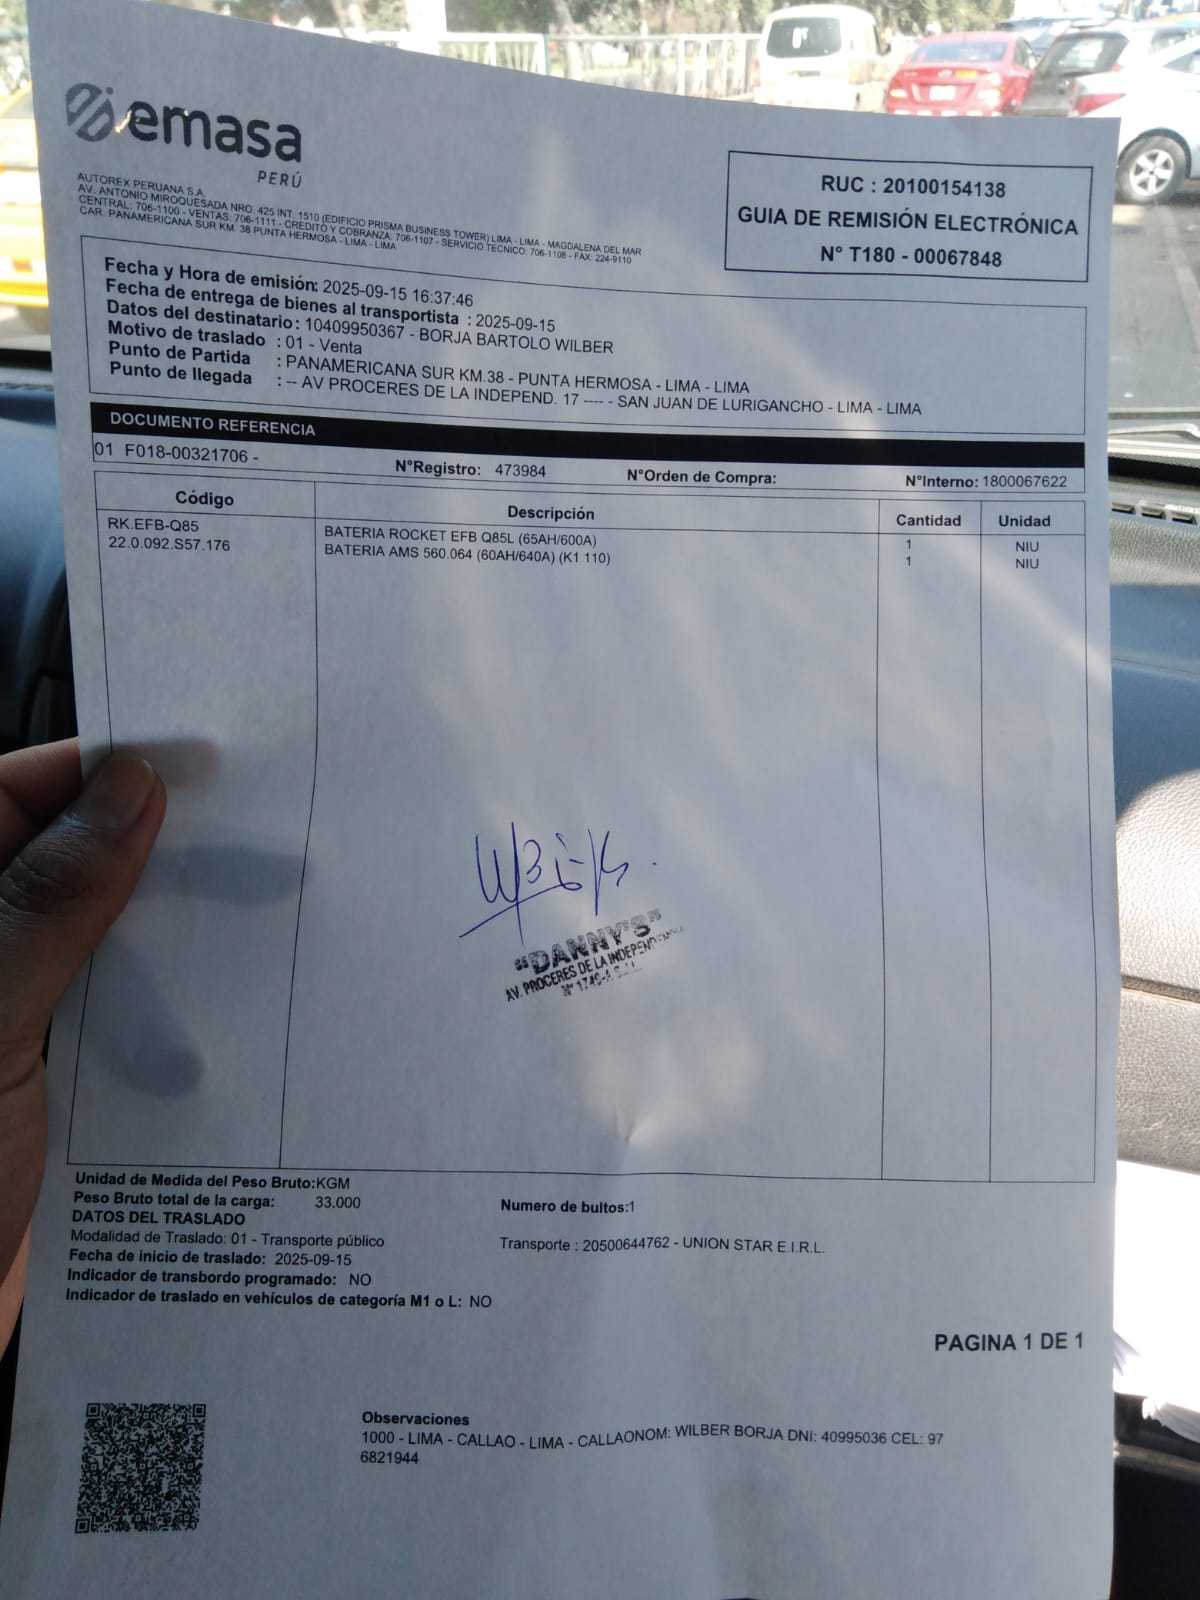 emasa
PERÚ
AUTOREX PERUANA S.A.
AV. ANTONIO MIROQUESADA NRO. 425 INT. 1510 (EDIFICIO PRISMA BUSINESS TOWER) LIMA - LIMA - MAGDALENA DEL MAR
CENTRAL: 706-1100 - VENTAS: 706-1111 - CREDITO Y COBRANZA: 706-1107 - SERVICIO TECNICO: 706-1108 - FAX: 224-9110
CAR. PANAMERICANA SUR KM. 38 PUNTA HERMOSA - LIMA - LIMA
RUC : 20100154138
GUIA DE REMISIÓN ELECTRÓNICA
N° T180 - 00067848
Fecha y Hora de emisión: 2025-09-15 16:37:46
Fecha de entrega de bienes al transportista : 2025-09-15
Datos del destinatario : 10409950367 - BORJA BARTOLO WILBER
Motivo de traslado : 01 - Venta
Punto de Partida : PANAMERICANA SUR KM.38 - PUNTA HERMOSA - LIMA - LIMA
Punto de llegada : -- AV PROCERES DE LA INDEPEND. 17 ---- - SAN JUAN DE LURIGANCHO - LIMA - LIMA
DOCUMENTO REFERENCIA
01 F018-00321706 - N°Registro: 473984 N°Orden de Compra: N°Interno: 1800067622
Código Descripción Cantidad Unidad
RK.EFB-Q85 BATERIA ROCKET EFB Q85L (65AH/600A) 1 NIU
22.0.092.S57.176 BATERIA AMS 560.064 (60AH/640A) (K1 110) 1 NIU
"DANNY'S"
AV. PROCERES DE LA INDEPENDENCIA
Unidad de Medida del Peso Bruto:KGM
Peso Bruto total de la carga: 33.000 Numero de bultos:1
DATOS DEL TRASLADO
Modalidad de Traslado: 01 - Transporte público Transporte : 20500644762 - UNION STAR E.I.R.L.
Fecha de inicio de traslado: 2025-09-15
Indicador de transbordo programado: NO
Indicador de traslado en vehículos de categoría M1 o L: NO
PAGINA 1 DE 1
Observaciones
1000 - LIMA - CALLAO - LIMA - CALLAONOM: WILBER BORJA DNI: 40995036 CEL: 97
6821944